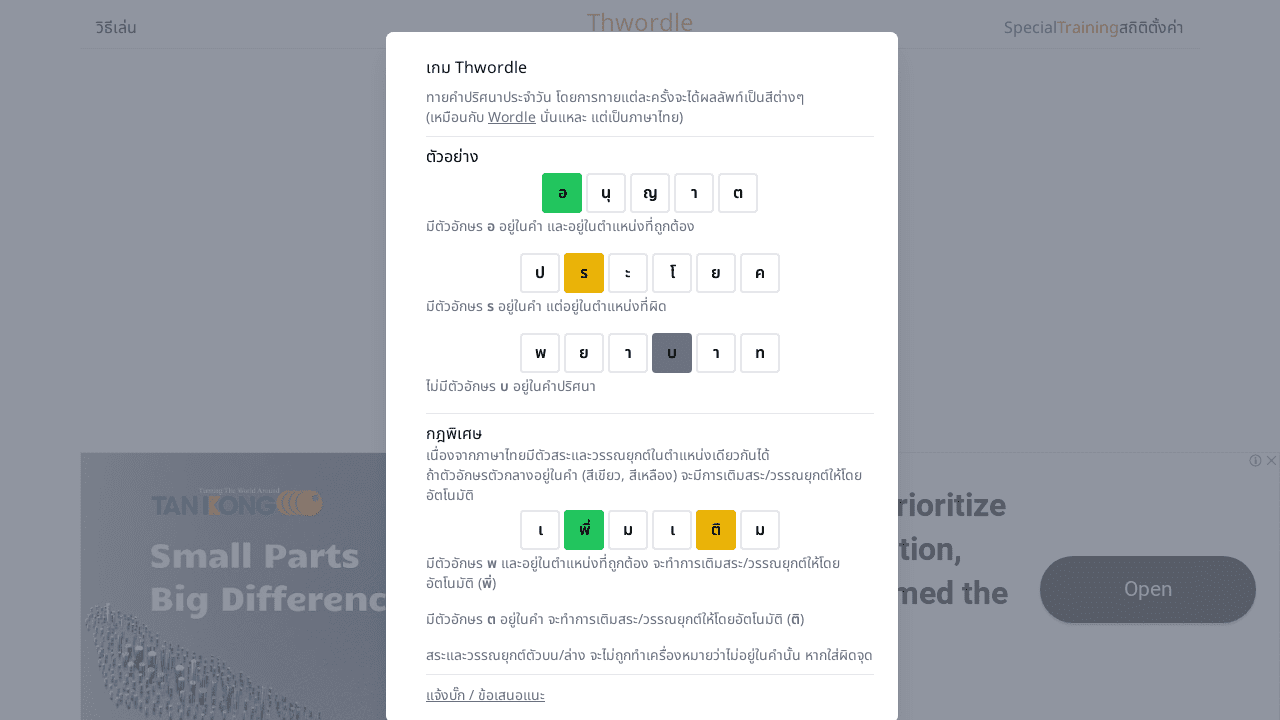 วิธีเล่น
Thwordle
SpecialTrainingสถิติตั้งค่า
เกม Thwordle
ทายคำปริศนาประจำวัน โดยการทายแต่ละครั้งจะได้ผลลัพท์เป็นสีต่างๆ
(เหมือนกับ Wordle นั่นแหละ แต่เป็นภาษาไทย)
ตัวอย่าง
อ นุ ญ า ต
มีตัวอักษร อ อยู่ในคำ และอยู่ในตำแหน่งที่ถูกต้อง
ป ร ะ โ ย ค
มีตัวอักษร ร อยู่ในคำ แต่อยู่ในตำแหน่งที่ผิด
พ ย า บ า ท
ไม่มีตัวอักษร บ อยู่ในคำปริศนา
กฎพิเศษ
เนื่องจากภาษาไทยมีตัวสระและวรรณยุกต์ในตำแหน่งเดียวกันได้
ถ้าตัวอักษรตัวกลางอยู่ในคำ (สีเขียว, สีเหลือง) จะมีการเติมสระ/วรรณยุกต์ให้โดย
อัตโนมัติ
เ พื่ ม เ ติ ม
มีตัวอักษร พ และอยู่ในตำแหน่งที่ถูกต้อง จะทำการเติมสระ/วรรณยุกต์ให้โดย
อัตโนมัติ (พิ่)
มีตัวอักษร ต อยู่ในคำ จะทำการเติมสระ/วรรณยุกต์ให้โดยอัตโนมัติ (ติ)
สระและวรรณยุกต์ตัวบน/ล่าง จะไม่ถูกทำเครื่องหมายว่าไม่อยู่ในคำนั้น หากใส่ผิดจุด
แจ้งบั๊ก / ข้อเสนอแนะ
Turning The World Around
TAN KONG
Small Parts
Big Differenc
rioritize
tion,
med the
Open